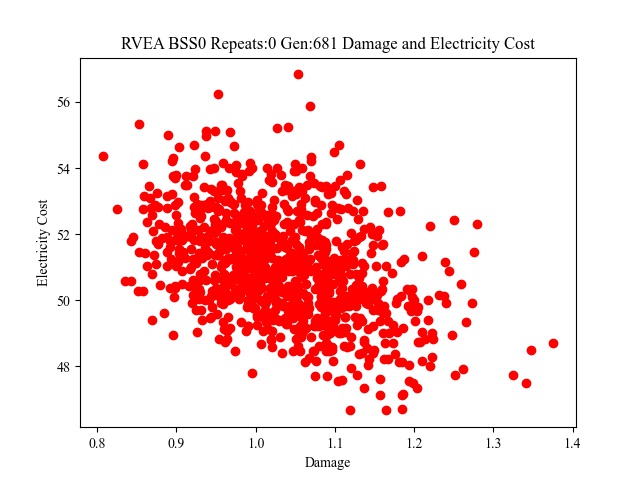 RVEA BSS0 Repeats:0 Gen:681 Damage and Electricity Cost
56
54
52
50
48
Electricity Cost
0.8 0.9 1.0 1.1 1.2 1.3 1.4
Damage